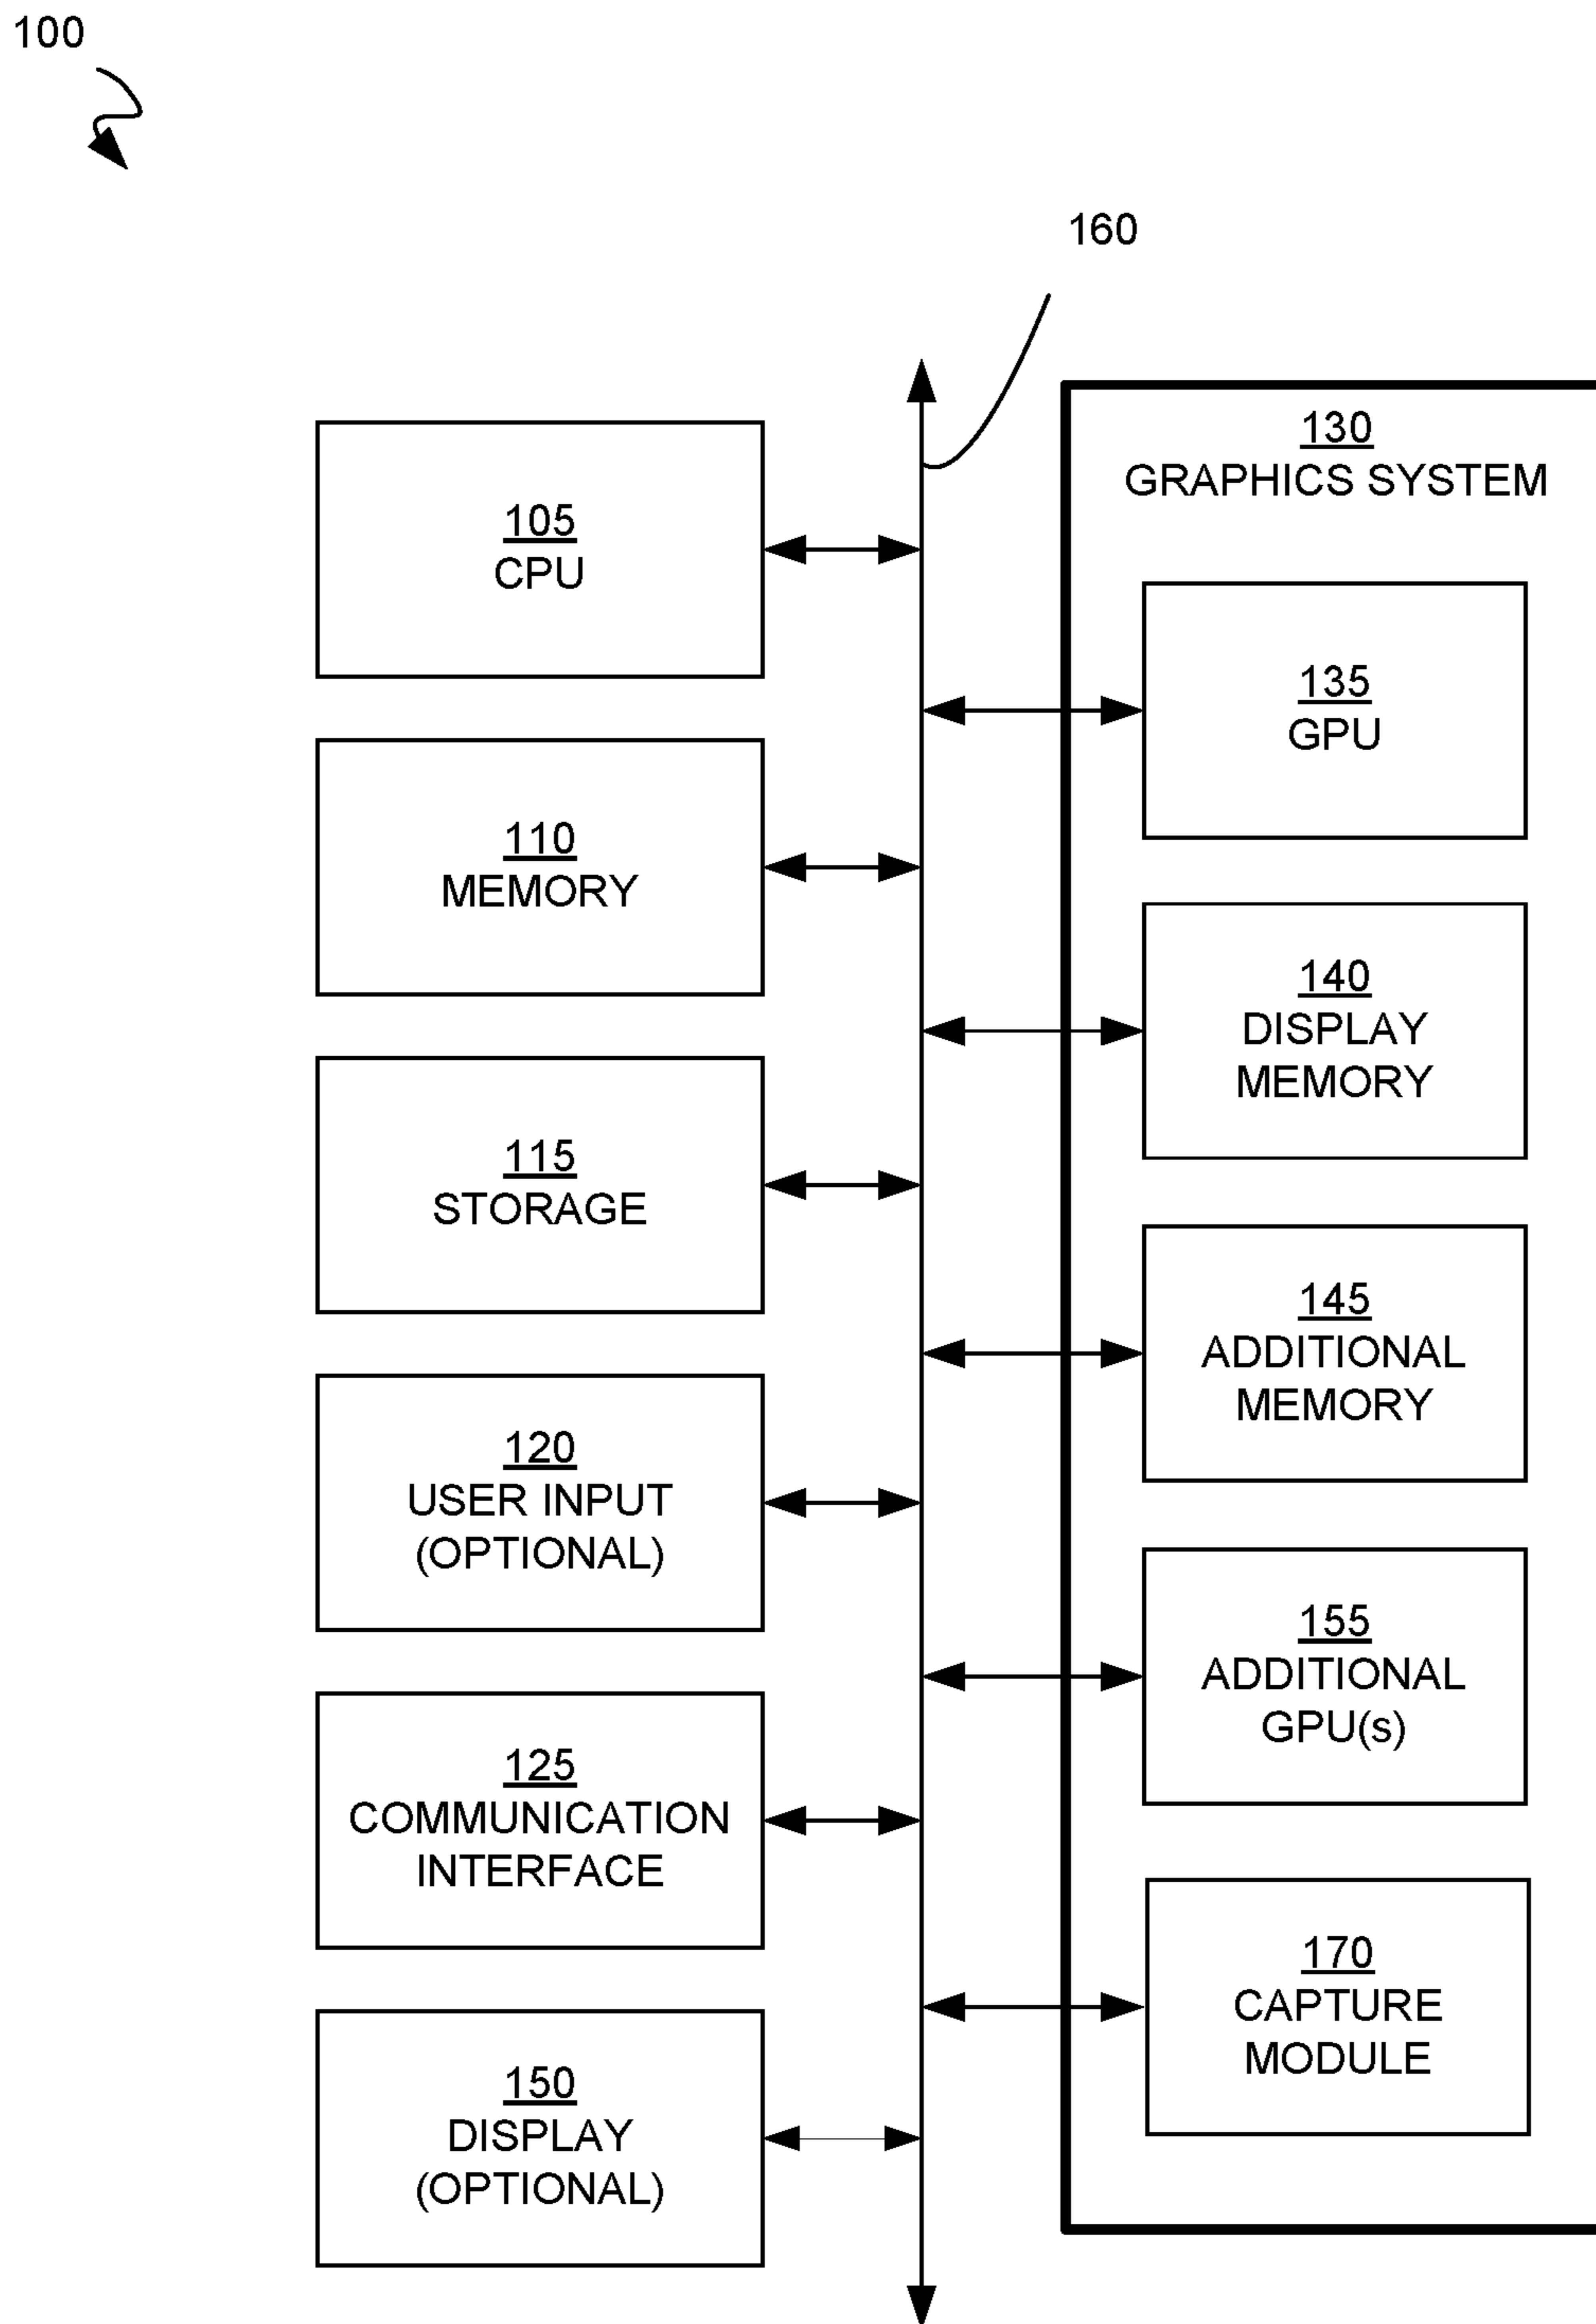 100
160
105
CPU
110
MEMORY
115
STORAGE
120
USER INPUT
(OPTIONAL)
125
COMMUNICATION
INTERFACE
150
DISPLAY
(OPTIONAL)
130
GRAPHICS SYSTEM
135
GPU
140
DISPLAY
MEMORY
145
ADDITIONAL
MEMORY
155
ADDITIONAL
GPU(s)
170
CAPTURE
MODULE